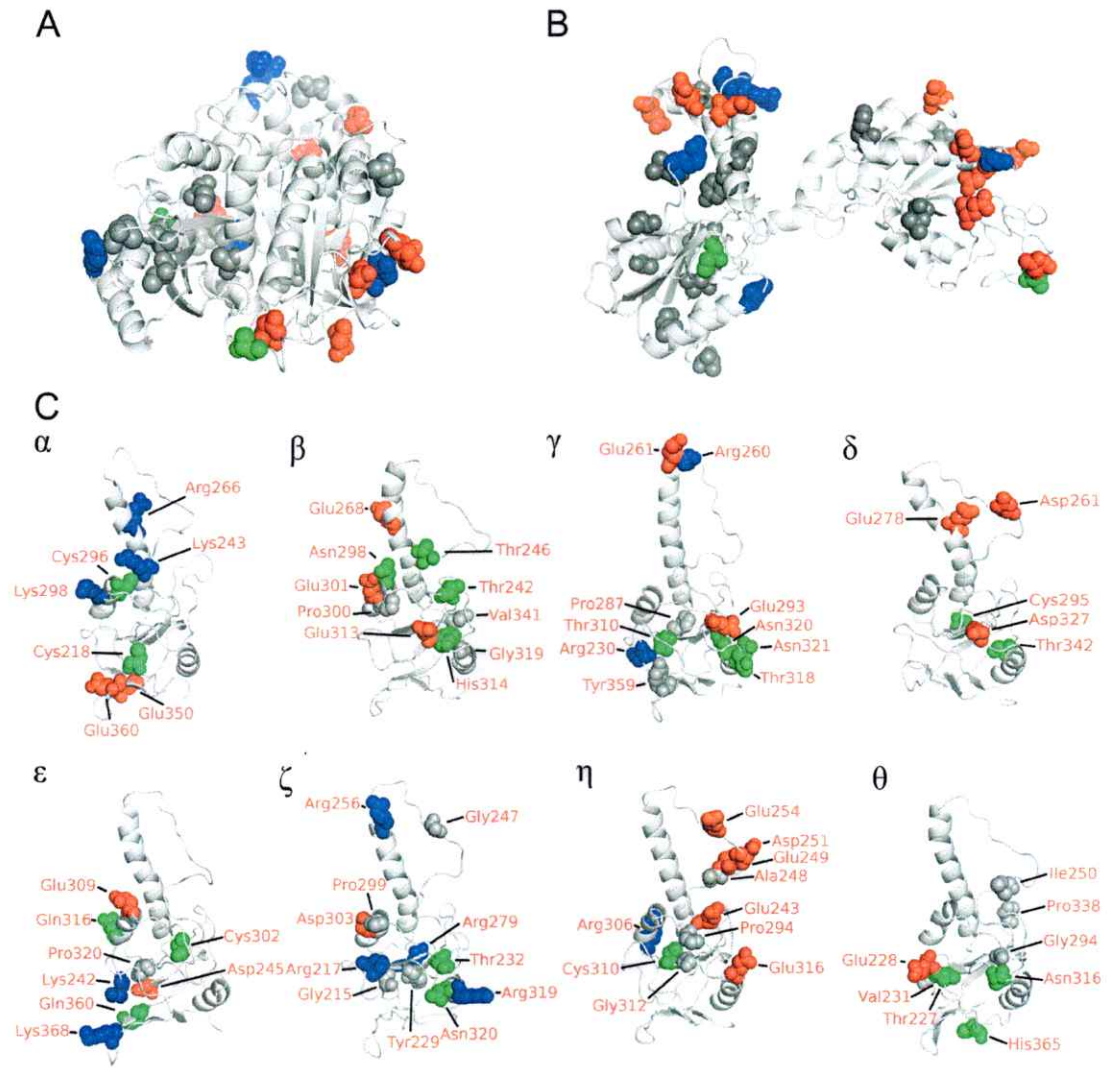 A
B
C
α
β
γ
δ
Arg266
Cys296
Lys243
Lys298
Cys218
Glu350
Glu360
Glu268
Asn298
Thr246
Glu301
Thr242
Pro300
Val341
Glu313
Gly319
His314
Glu261
Arg260
Pro287
Glu293
Thr310
Asn320
Arg230
Asn321
Tyr359
Thr318
Glu278
Asp261
Cys295
Asp327
Thr342
ε
ζ
η
θ
Glu309
Gln316
Cys302
Pro320
Lys242
Asp245
Gln360
Lys368
Arg256
Gly247
Pro299
Asp303
Arg279
Arg217
Thr232
Gly215
Arg319
Tyr229
Asn320
Glu254
Asp251
Glu249
Ala248
Glu243
Arg306
Pro294
Cys310
Glu316
Gly312
Ile250
Pro338
Gly294
Glu228
Asn316
Val231
Thr227
His365